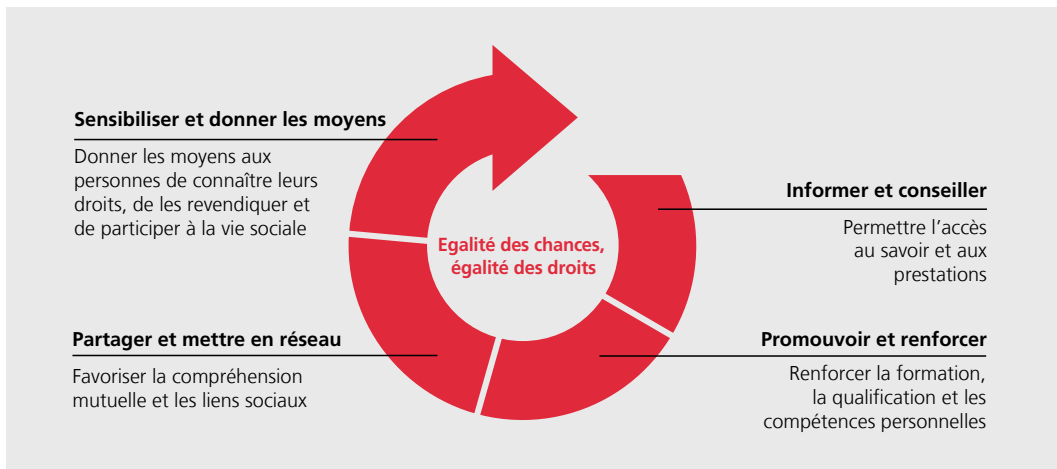 Sensibiliser et donner les moyens
Donner les moyens aux
personnes de connaître leurs
droits, de les revendiquer et
de participer à la vie sociale
Informer et conseiller
Permettre l’accès
au savoir et aux
prestations
Egalité des chances,
égalité des droits
Partager et mettre en réseau
Favoriser la compréhension
mutuelle et les liens sociaux
Promouvoir et renforcer
Renforcer la formation,
la qualification et les
compétences personnelles